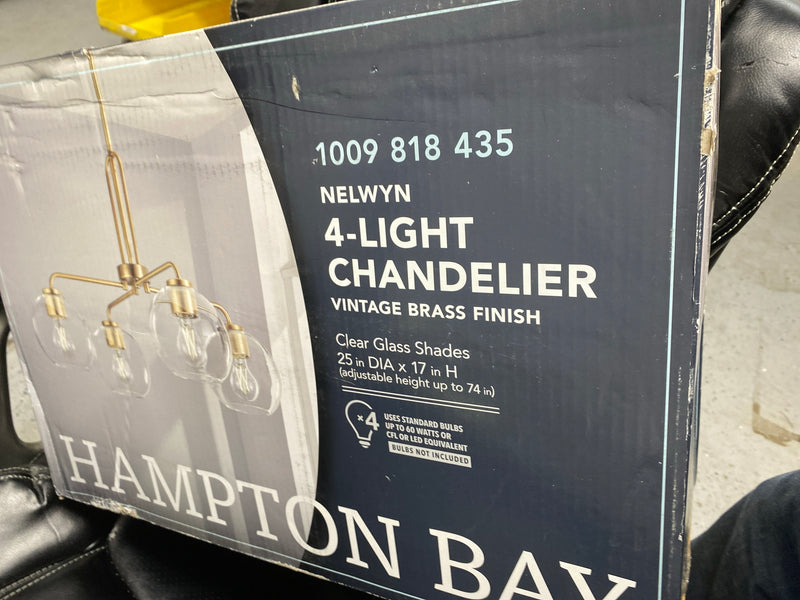 1009 818 435
NELWYN
4-LIGHT
CHANDELIER
VINTAGE BRASS FINISH
Clear Glass Shades
25 in DIA x 17 in H
(adjustable height up to 74 in)
x4
USES STANDARD BULBS
UP TO 60 WATTS OR
CFL OR LED EQUIVALENT
BULBS NOT INCLUDED
HAMPTON BAY